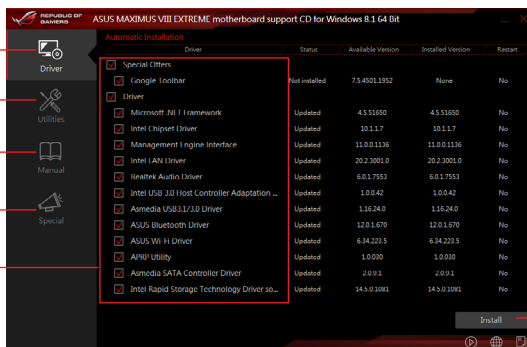 REPUBLIC OF GAMERS
ASUS MAXIMUS VIII EXTREME motherboard support CD for Windows 8.1 64 Bit
Automatic Installation
Driver Status Available Version Installed Version Restart
Special Offers
Google Toolbar Not installed 7.5.4501.1952 None No
Driver
Microsoft .NET Framework Updated 4.5.51650 4.5.51650 No
Intel Chipset Driver Updated 10.1.1.7 10.1.1.7 No
Management Engine Interface Updated 11.0.0.1136 11.0.0.1136 No
Intel LAN Driver Updated 20.2.3001.0 20.2.3001.0 No
Realtek Audio Driver Updated 6.0.1.7553 6.0.1.7553 No
Intel USB 3.0 Host Controller Adaptation ... Updated 1.0.0.42 1.0.0.42 No
Asmedia USB3.1/3.0 Driver Updated 1.16.24.0 1.16.24.0 No
ASUS Bluetooth Driver Updated 12.0.1.670 12.0.1.670 No
ASUS Wi-Fi Driver Updated 6.34.223.5 6.34.223.5 No
APRP Utility Updated 1.0.030 1.0.030 No
Asmedia SATA Controller Driver Updated 2.0.9.1 2.0.9.1 No
Intel Rapid Storage Technology Driver so... Updated 14.5.0.1081 14.5.0.1081 No
Driver
Utilities
Manual
Special
Install